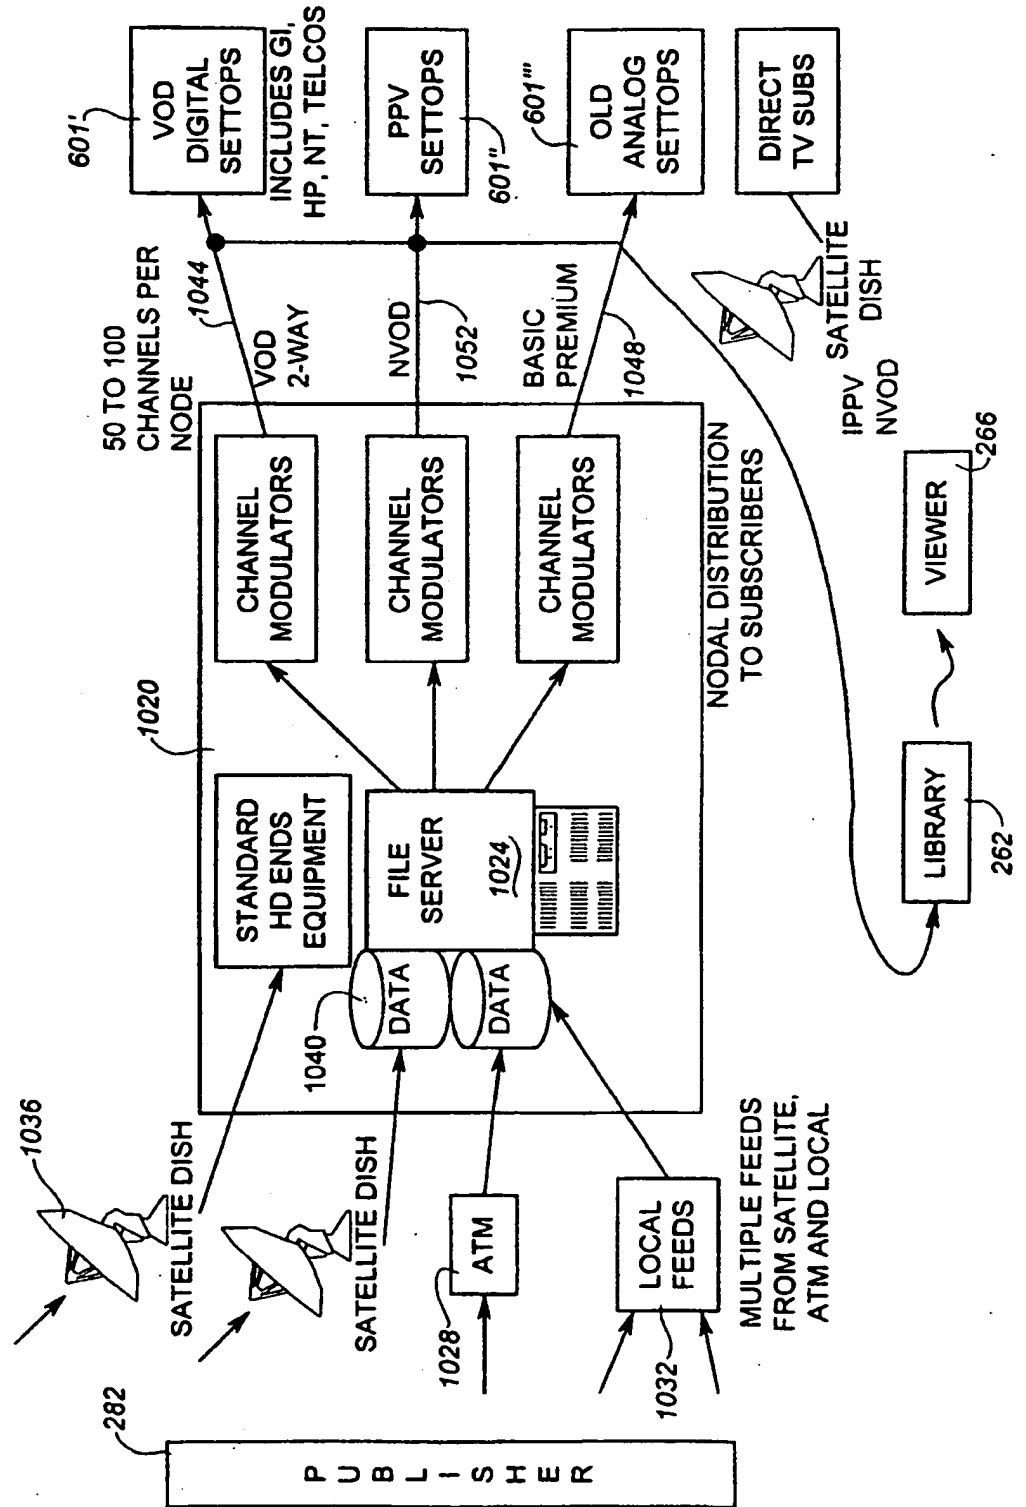 282
PUBLISHER
1036
SATELLITE DISH
SATELLITE DISH
1028
ATM
1032
LOCAL
FEEDS
MULTIPLE FEEDS
FROM SATELLITE,
ATM AND LOCAL
1020
STANDARD
HD ENDS
EQUIPMENT
1040
DATA
DATA
FILE
SERVER
1024
CHANNEL
MODULATORS
CHANNEL
MODULATORS
CHANNEL
MODULATORS
NODAL DISTRIBUTION
TO SUBSCRIBERS
50 TO 100
CHANNELS PER
NODE
1044
VOD
2-WAY
NVOD
1052
BASIC
PREMIUM
1048
601'
VOD
DIGITAL
SETTOPS
INCLUDES GI,
HP, NT, TELCOS
PPV
SETTOPS
601"
601'"
OLD
ANALOG
SETTOPS
DIRECT
TV SUBS
SATELLITE
DISH
IPPV
NVOD
LIBRARY
262
VIEWER
266